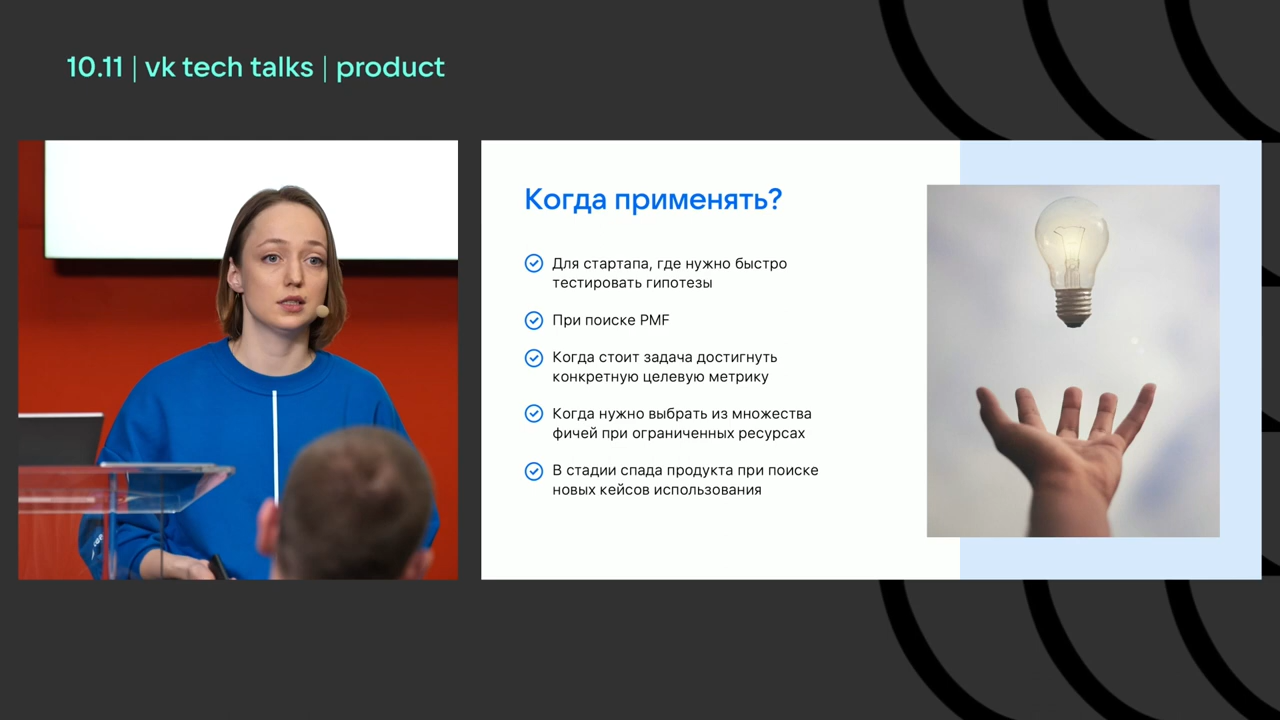 10.11 | vk tech talks | product
Когда применять?
Для стартапа, где нужно быстро
тестировать гипотезы
При поиске PMF
Когда стоит задача достигнуть
конкретную целевую метрику
Когда нужно выбрать из множества
фичей при ограниченных ресурсах
В стадии спада продукта при поиске
новых кейсов использования